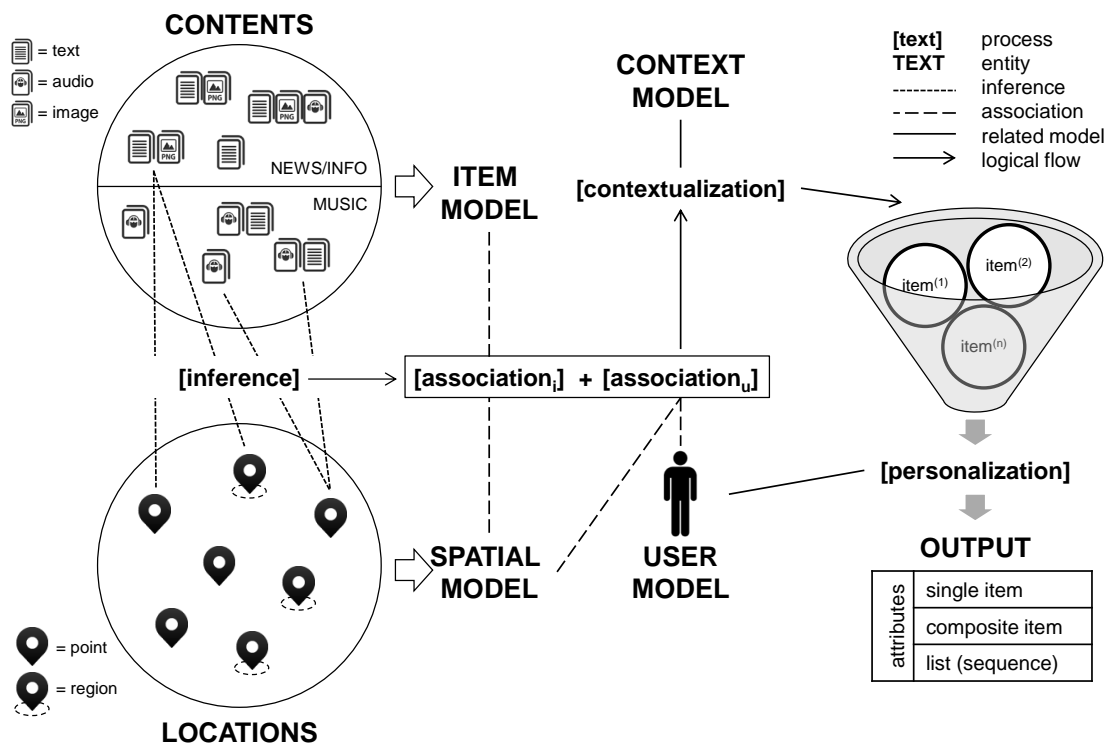 CONTENTS
= text
= audio
= image
PNG
PNG
PNG
NEWS/INFO
MUSIC
ITEM
MODEL
CONTEXT
MODEL
[contextualization]
[text] process
TEXT entity
inference
association
related model
logical flow
item(1)
item(2)
item(n)
[inference]
[associationi] + [associationu]
[personalization]
SPATIAL
MODEL
USER
MODEL
OUTPUT
attributes
single item
composite item
list (sequence)
= point
= region
LOCATIONS